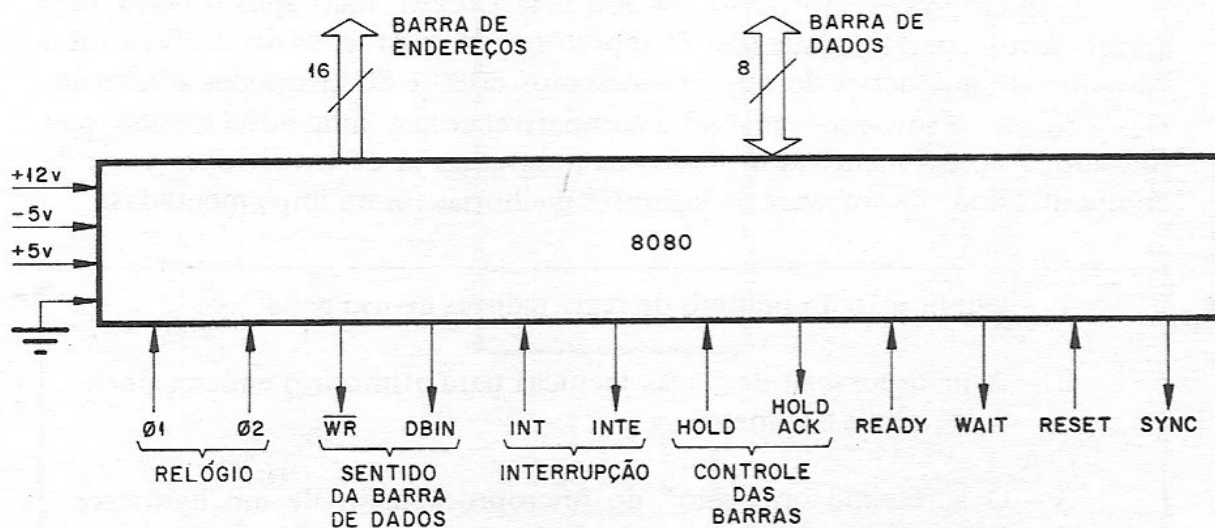 BARRA DE
ENDEREÇOS
16
BARRA DE
DADOS
8
+12v
-5v
+5v
8080
Ø1
Ø2
WR
DBIN
INT
INTE
HOLD
HOLD
ACK
READY
WAIT
RESET
SYNC
RELÓGIO
SENTIDO
DA BARRA
DE DADOS
INTERRUPÇÃO
CONTROLE
DAS
BARRAS